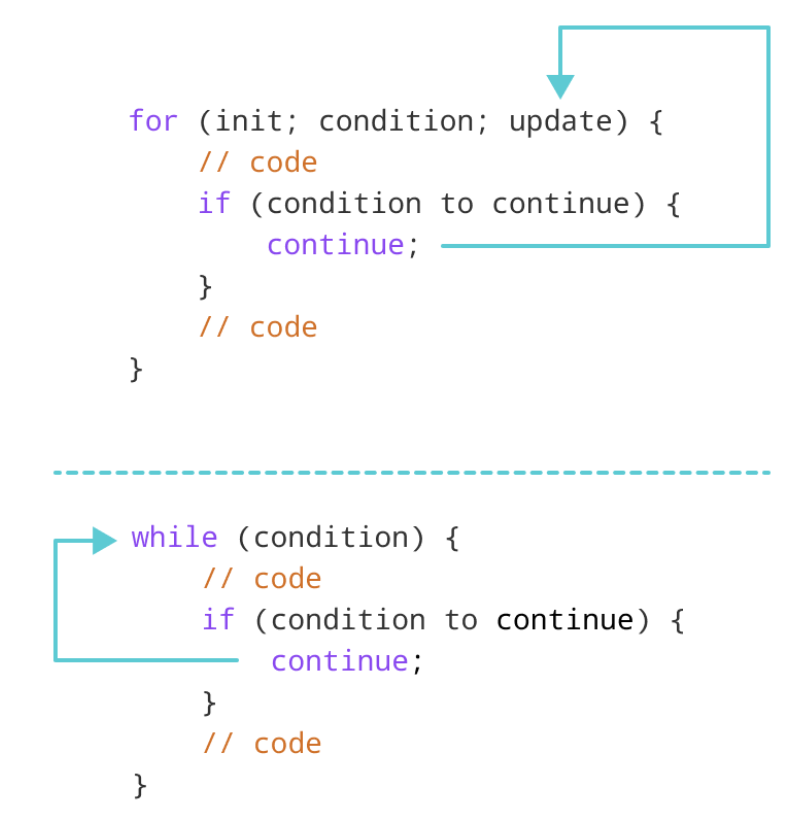 for (init; condition; update) {
// code
if (condition to continue) {
continue;
}
// code
}
while (condition) {
// code
if (condition to continue) {
continue;
}
// code
}